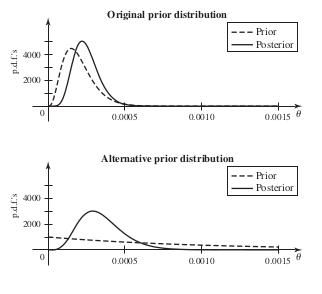 Original prior distribution
Prior
Posterior
p.d.f.'s
4000
2000
0
0.0005
0.0010
0.0015
θ
Alternative prior distribution
Prior
Posterior
p.d.f.'s
4000
2000
0
0.0005
0.0010
0.0015
θ